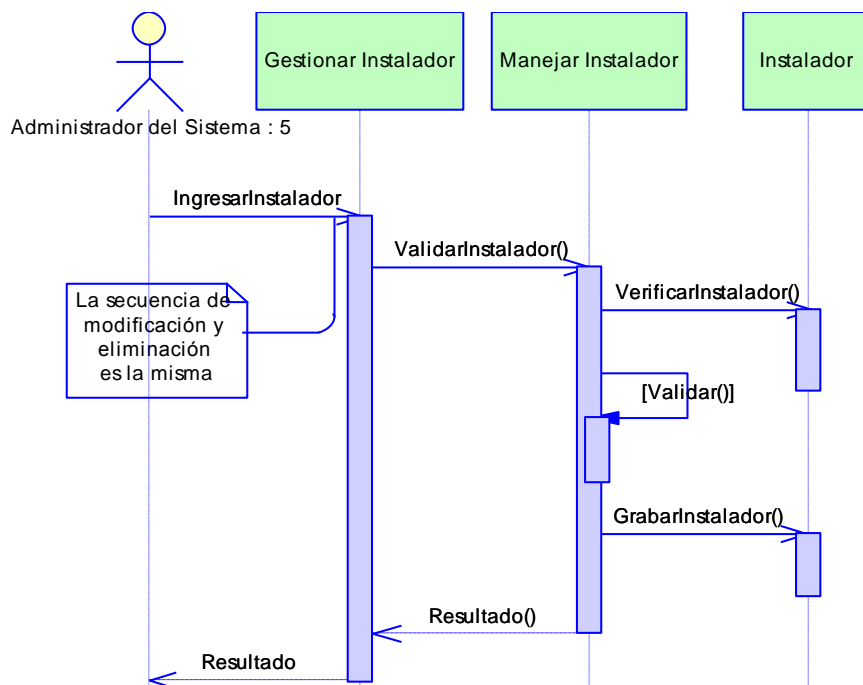 Gestionar Instalador
Manejar Instalador
Instalador
Administrador del Sistema : 5
IngresarInstalador
ValidarInstalador()
VerificarInstalador()
La secuencia de
modificación y
eliminación
es la misma
[Validar()]
GrabarInstalador()
Resultado()
Resultado